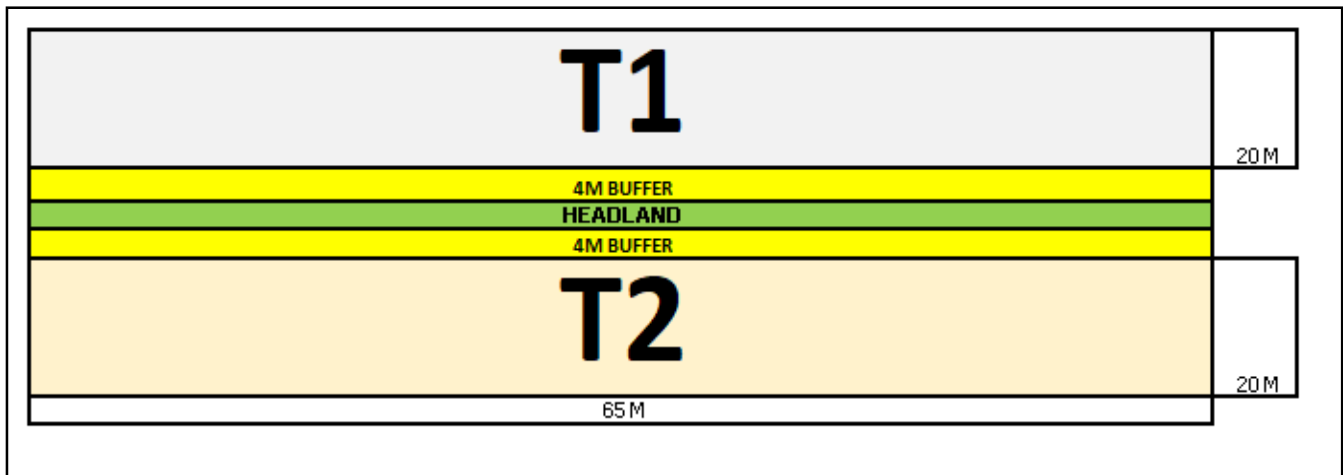 T1
20 M
4M BUFFER
HEADLAND
4M BUFFER
T2
20 M
65 M